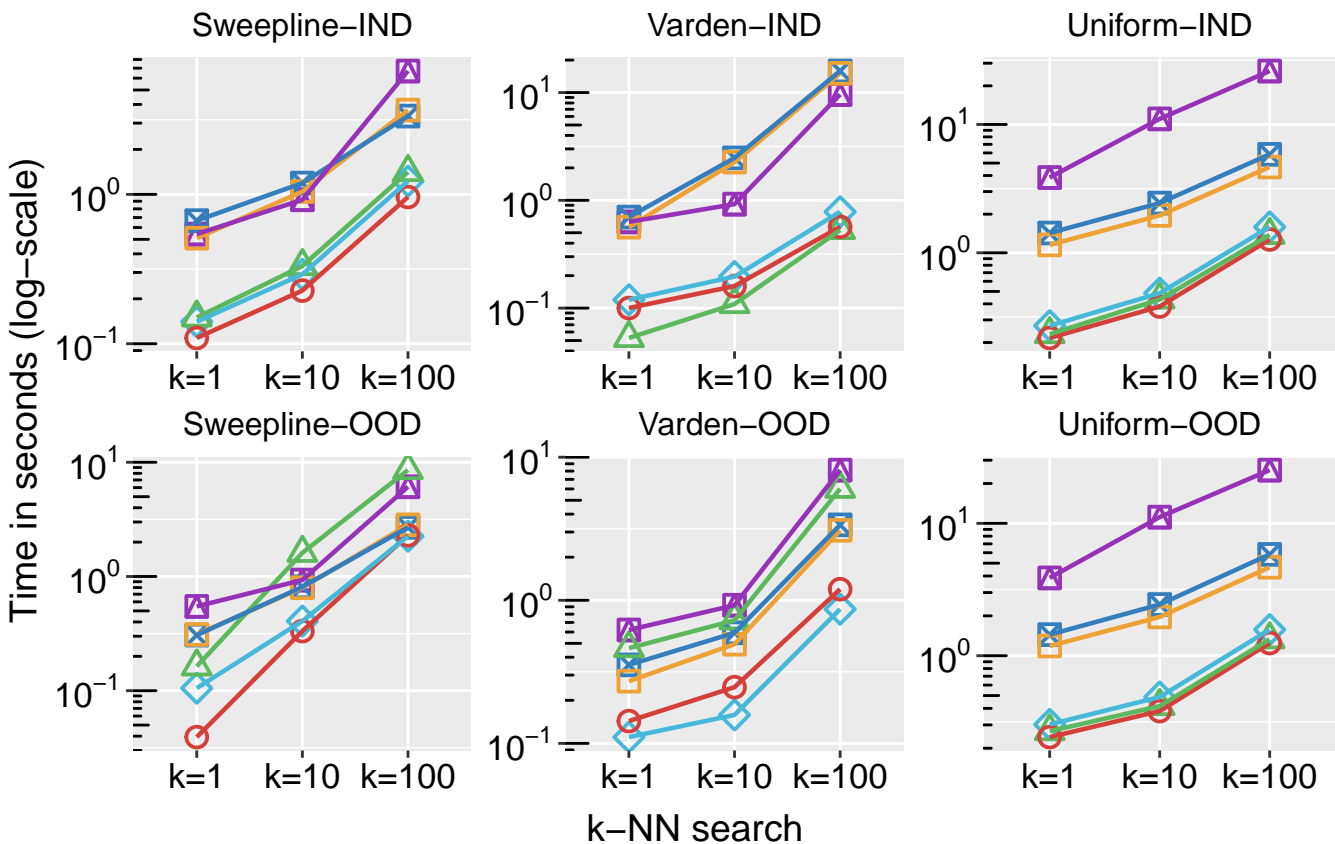 Sweepline−IND Varden−IND Uniform−IND
Time in seconds (log−scale)
10^0
10^−1
10^1
10^0
10^−1
10^1
10^0
k=1 k=10 k=100 k=1 k=10 k=100 k=1 k=10 k=100
Sweepline−OOD Varden−OOD Uniform−OOD
10^1
10^0
10^−1
10^1
10^0
10^−1
10^1
10^0
k=1 k=10 k=100 k=1 k=10 k=100 k=1 k=10 k=100
k−NN search